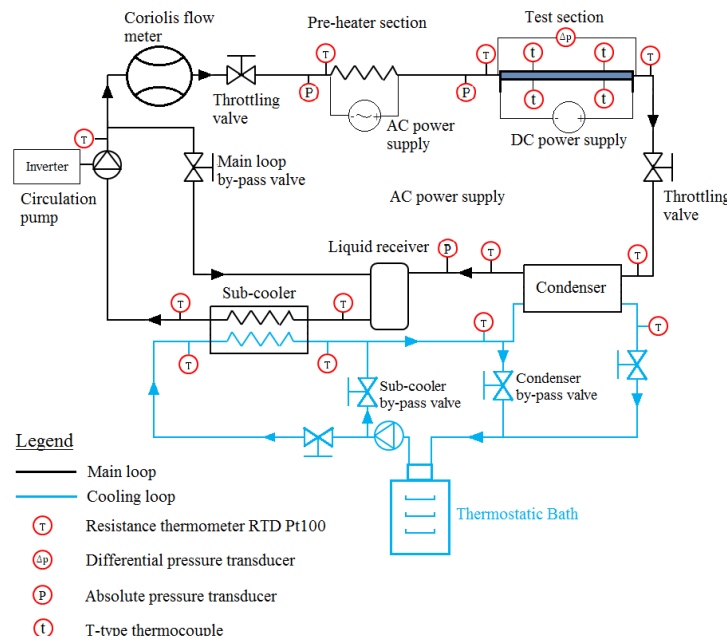 Coriolis flow
meter
Pre-heater section
Test section
Δp
T
T
T
T
t
t
P
P
t
t
Throttling
valve
AC power
supply
DC power supply
T
Inverter
Circulation
pump
Main loop
by-pass valve
AC power supply
Throttling
valve
Liquid receiver
P
T
T
Condenser
Sub-cooler
T
T
T
T
T
T
Sub-cooler
by-pass valve
Condenser
by-pass valve
Legend
Main loop
Cooling loop
Thermostatic Bath
T
Resistance thermometer RTD Pt100
Δp
Differential pressure transducer
P
Absolute pressure transducer
t
T-type thermocouple